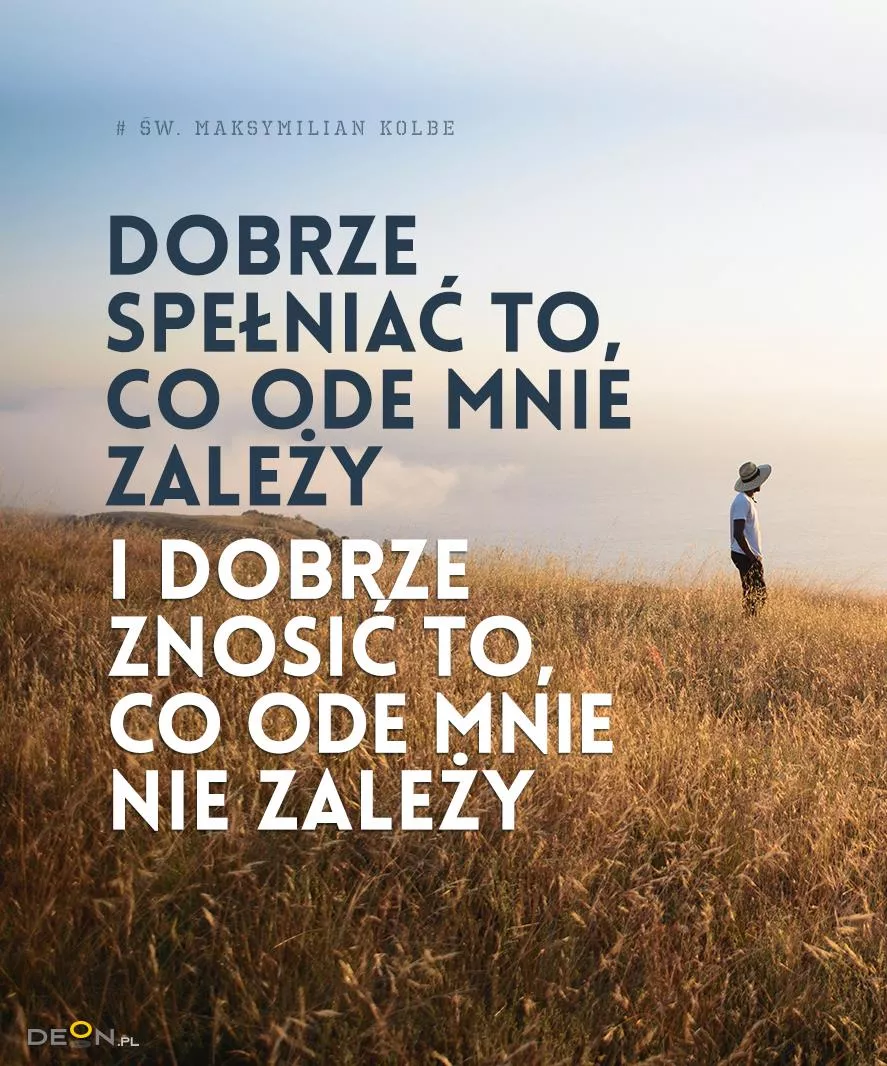 # ŚW. MAKSYMILIAN KOLBE
DOBRZE
SPEŁNIAĆ TO,
CO ODE MNIE
ZALEŻY
I DOBRZE
ZNOSIĆ TO,
CO ODE MNIE
NIE ZALEŻY
DEON.PL